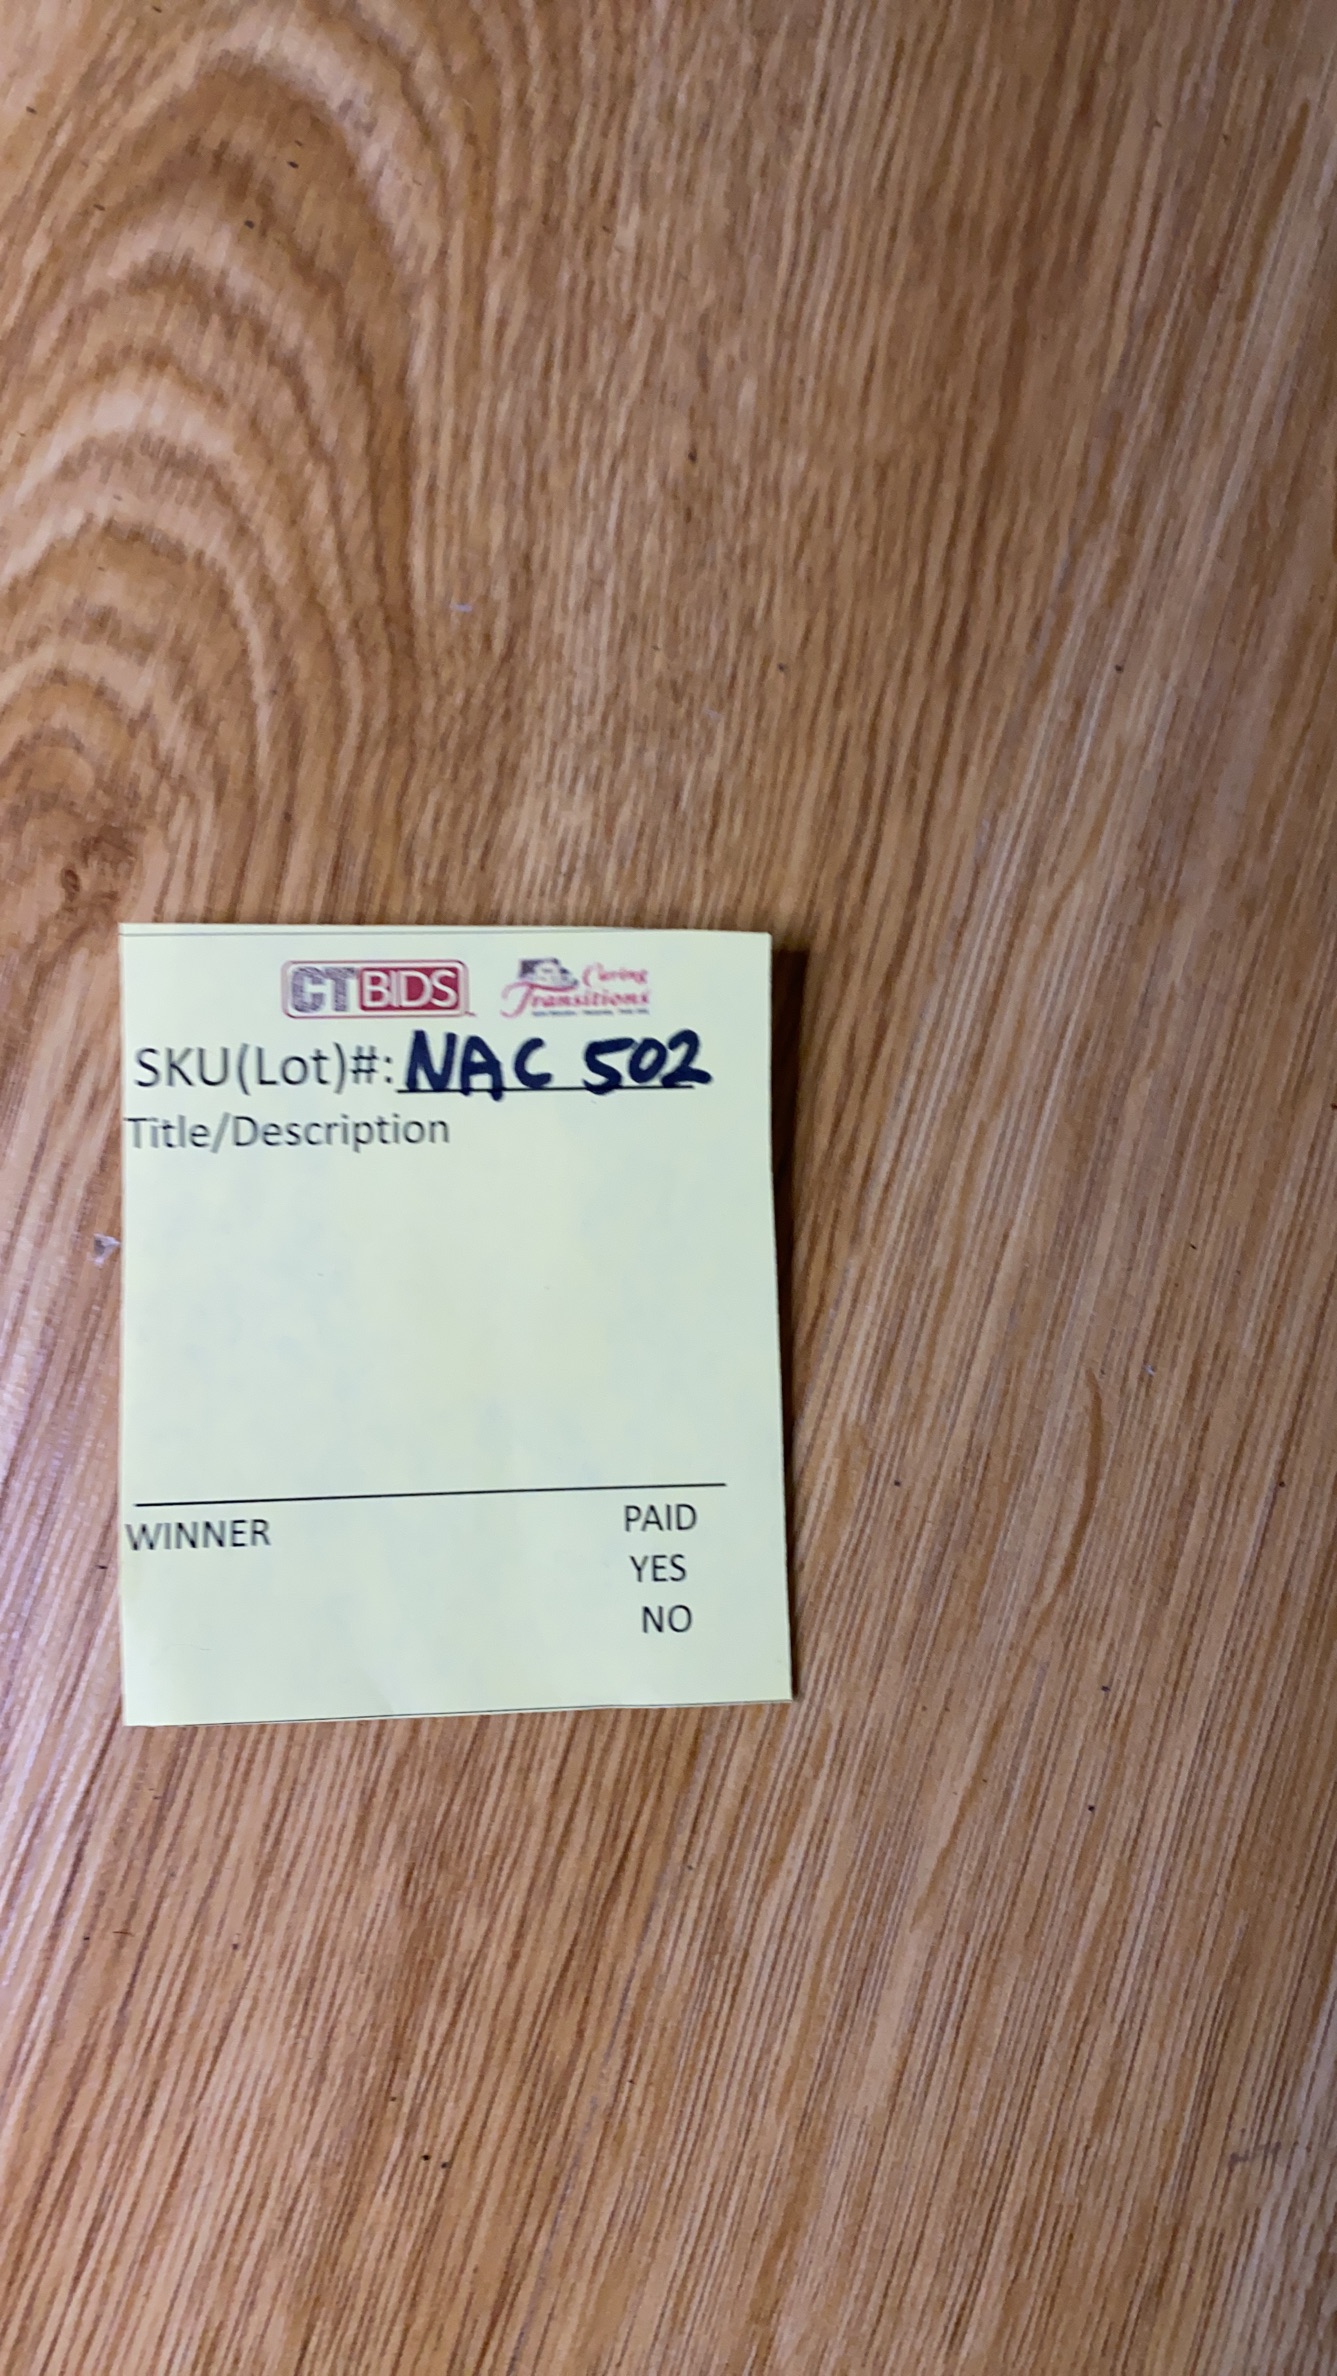 CTBIDS
Caring
Transitions
SKU(Lot)#: NAC 502
Title/Description
WINNER
PAID
YES
NO